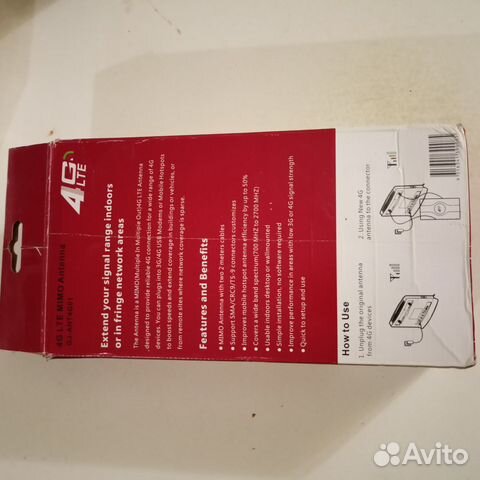 4G LTE
4G LTE MIMO Antenna
GJ-ANT4G01
Extend your signal range indoors
or in fringe network areas
The Antenna is a MIMO(Multiple In Multiple Out)4G LTE Antenna
designed to provide reliable 4G connection for a wide range of 4G
devices. You can plugs into 3G/4G USB Modems or Mobile Hotspots
to boost speeds and extend coverage in buildings or vehicles, or
from remote sites where network coverage is sparse.
Features and Benefits
• MIMO Antenna with two 2 meters cables
• Support SMA/CRC9/TS-9 connectors customizes
• Improves mobile hotspot antenna efficiency by up to 50%
• Covers a wide band spectrum(700 MHZ to 2700 MHZ)
• Usable indoors desktop or wallmounted
• Simple installation, no software required
• Improve performance in areas with low 3G or 4G signal strength
• Quick to setup and use
How to Use
1. Unplug the original antenna
from 4G devices
2. Using New 4G
antenna to the connector
Avito